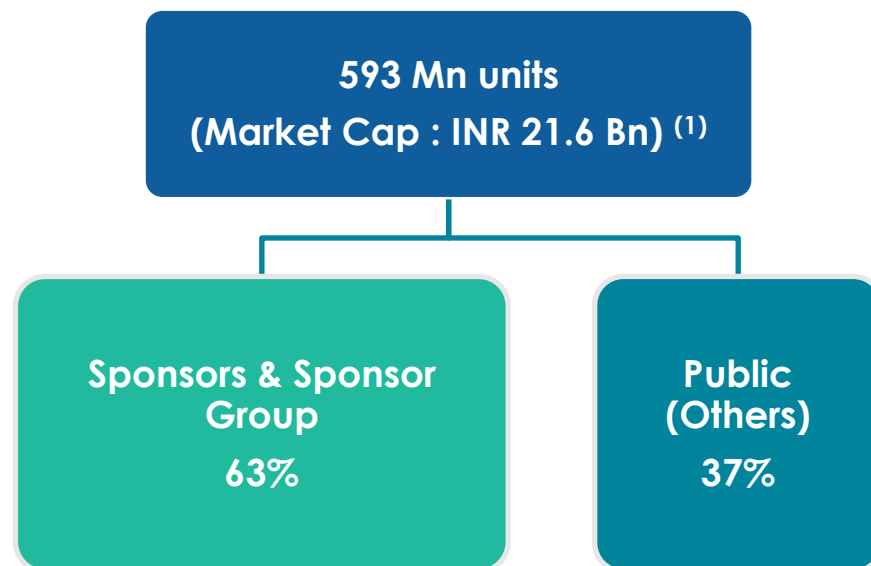 593 Mn units
(Market Cap : INR 21.6 Bn) (1)
Sponsors & Sponsor
Group
63%
Public
(Others)
37%